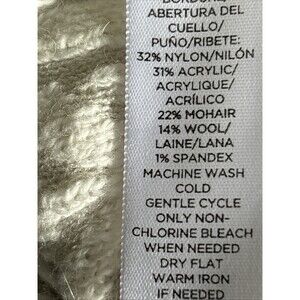 BORDURE
ABERTURA DEL
CUELLO/
PUÑO/RIBETE:
32% NYLON/NILÓN
31% ACRYLIC/
ACRYLIQUE/
ACRÍLICO
22% MOHAIR
14% WOOL/
LAINE/LANA
1% SPANDEX
MACHINE WASH
COLD
GENTLE CYCLE
ONLY NON-
CHLORINE BLEACH
WHEN NEEDED
DRY FLAT
WARM IRON
IF NEEDED